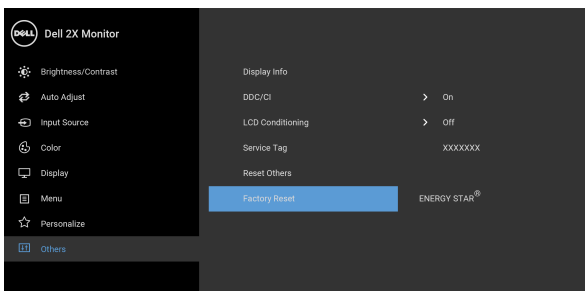 DELL
Dell 2X Monitor
Brightness/Contrast
Auto Adjust
Input Source
Color
Display
Menu
Personalize
Others
Display Info
DDC/CI > On
LCD Conditioning > Off
Service Tag XXXXXXX
Reset Others
Factory Reset ENERGY STAR®